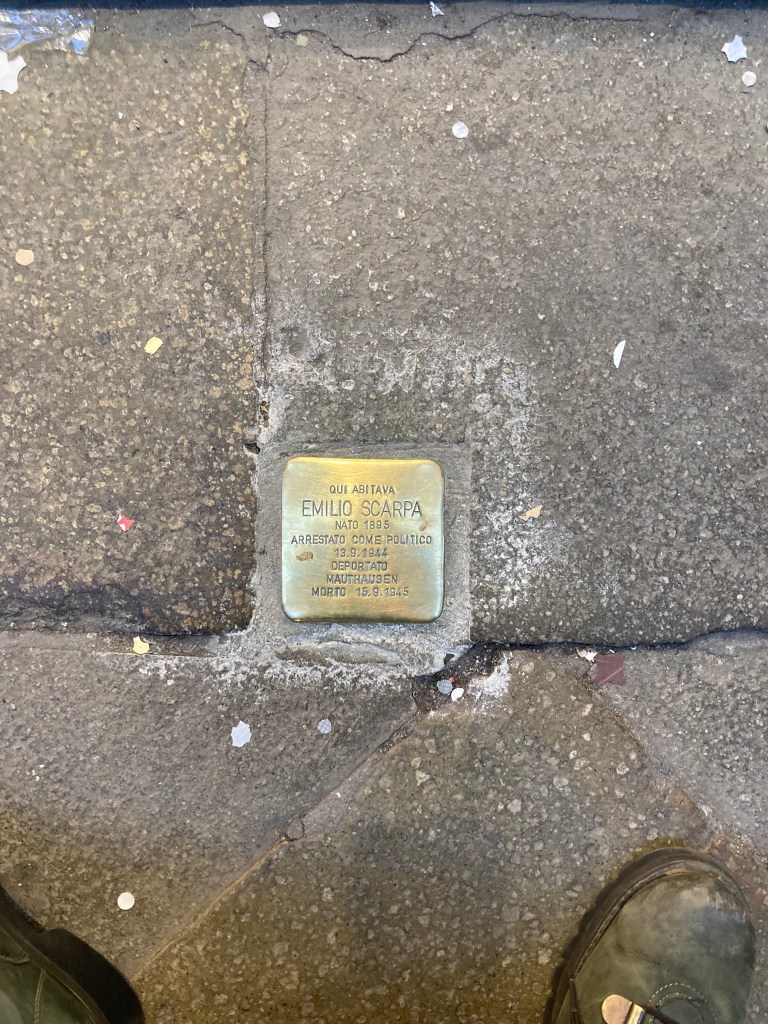 QUI ABITAVA
EMILIO SCARPA
NATO 1895
ARRESTATO COME POLITICO
13.9.1944
DEPORTATO
MAUTHAUSEN
MORTO 15.9.1945